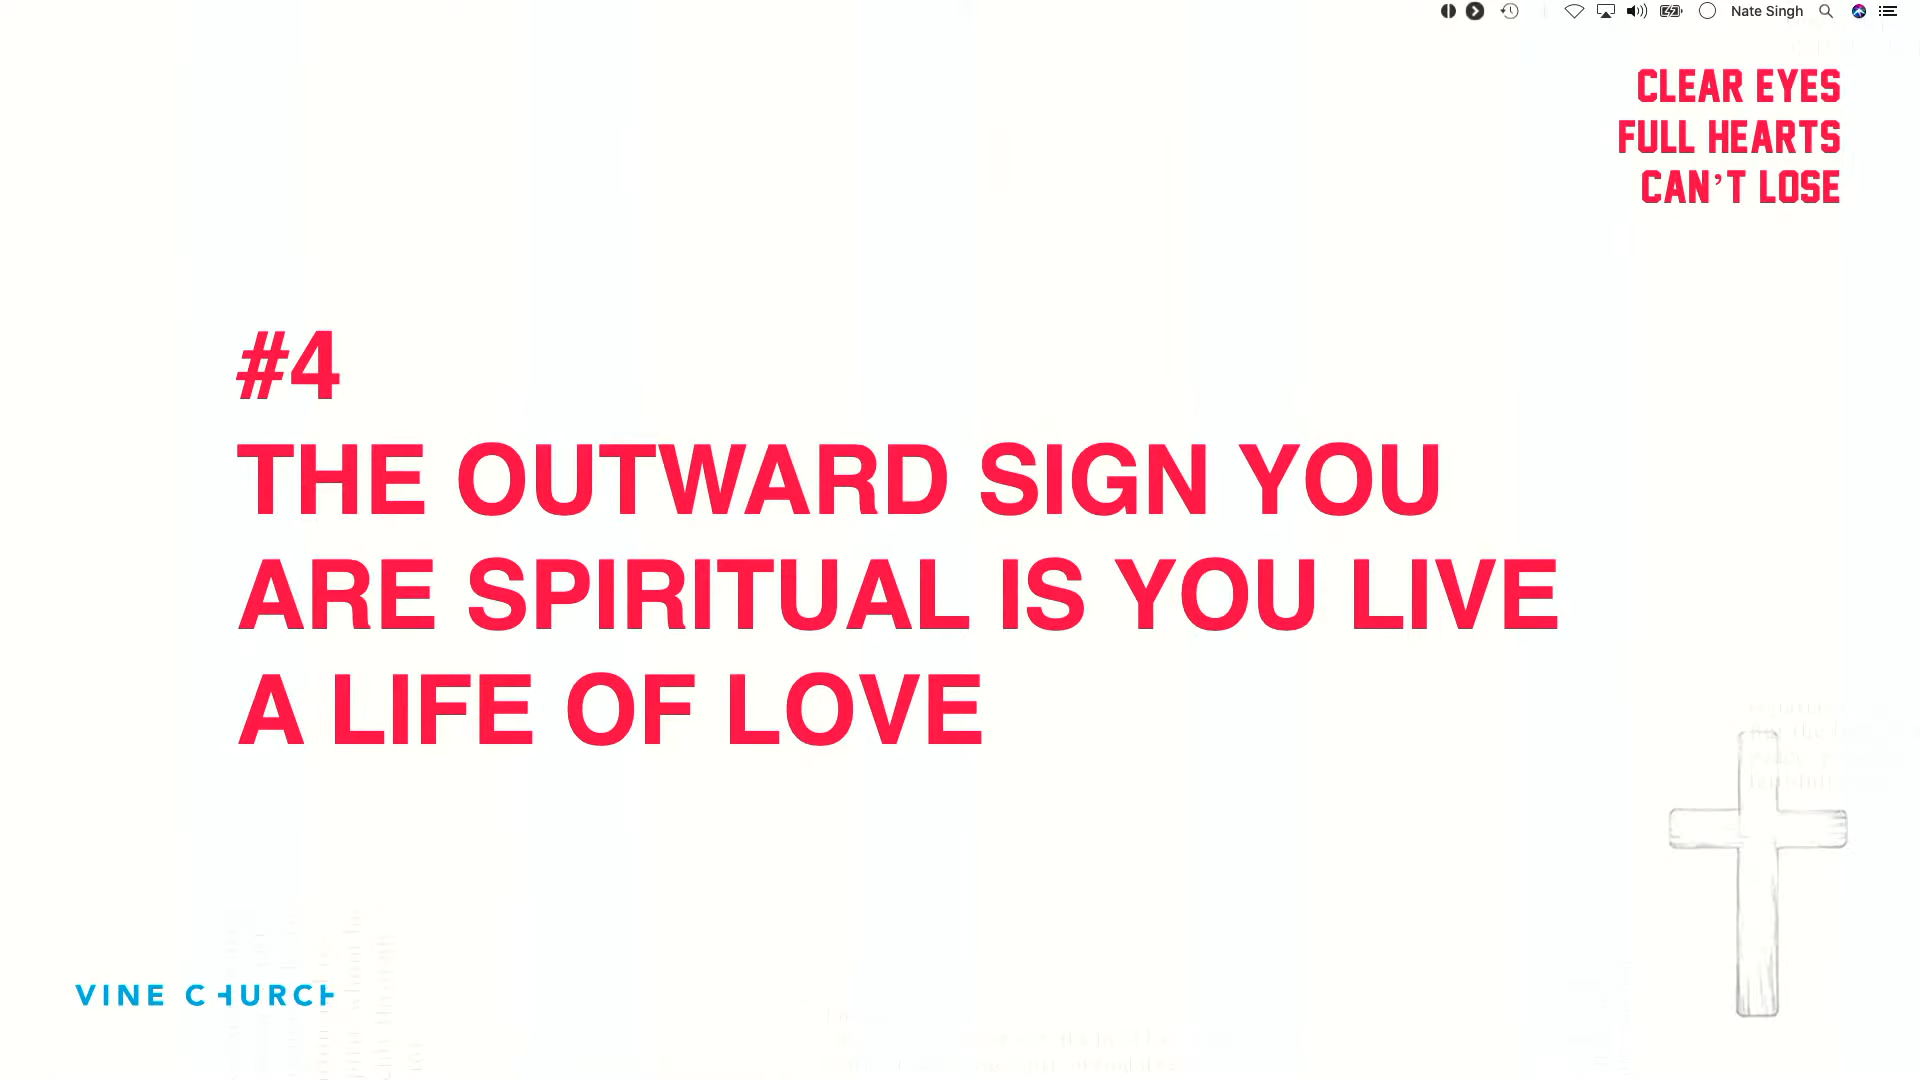 Nate Singh
CLEAR EYES
FULL HEARTS
CAN'T LOSE
#4
THE OUTWARD SIGN YOU
ARE SPIRITUAL IS YOU LIVE
A LIFE OF LOVE
VINE CHURCH